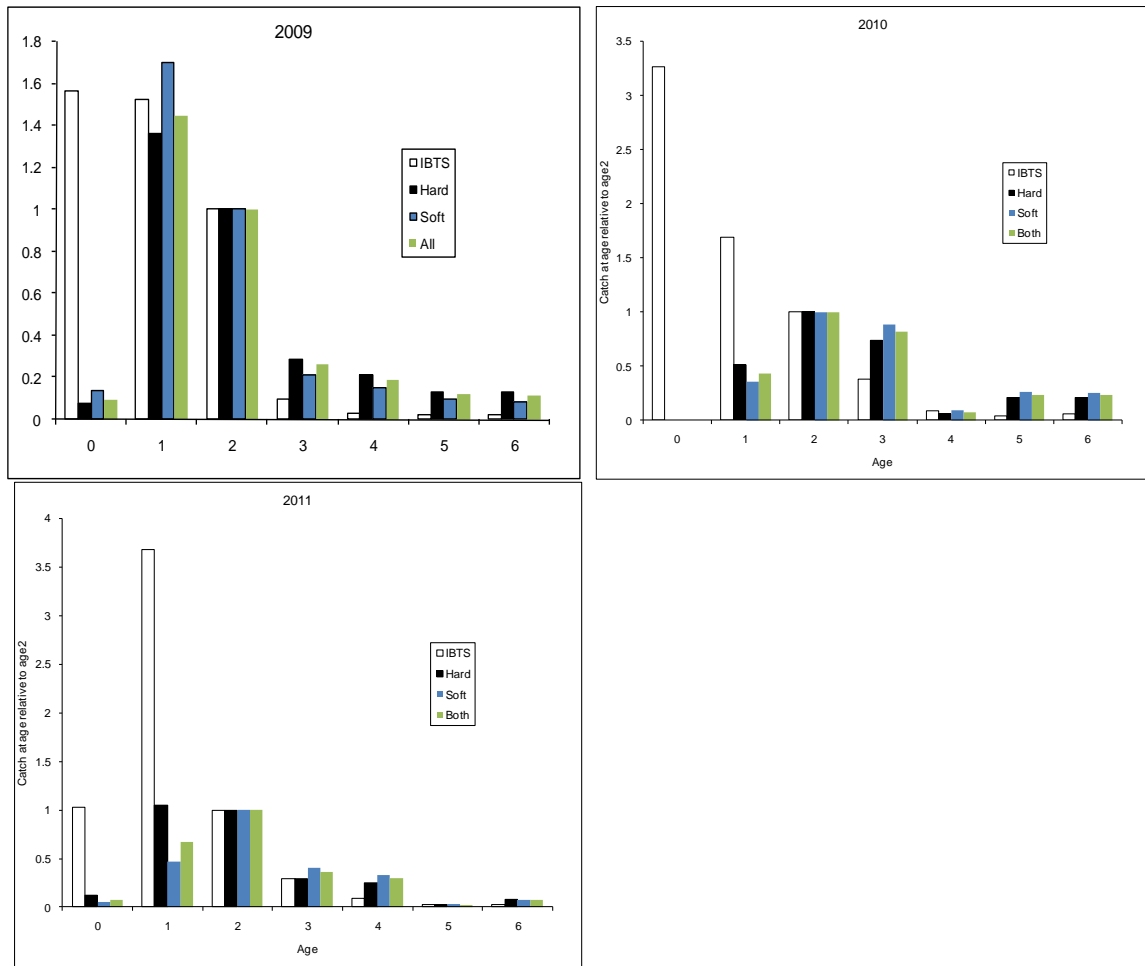 2009
1.8
1.6
1.4
1.2
1
0.8
0.6
0.4
0.2
0
IBTS
Hard
Soft
All
0 1 2 3 4 5 6
2010
Catch at age relative to age2
3.5
3
2.5
2
1.5
1
0.5
0
IBTS
Hard
Soft
Both
0 1 2 3 4 5 6
Age
2011
Catch at age relative to age2
4
3.5
3
2.5
2
1.5
1
0.5
0
IBTS
Hard
Soft
Both
0 1 2 3 4 5 6
Age